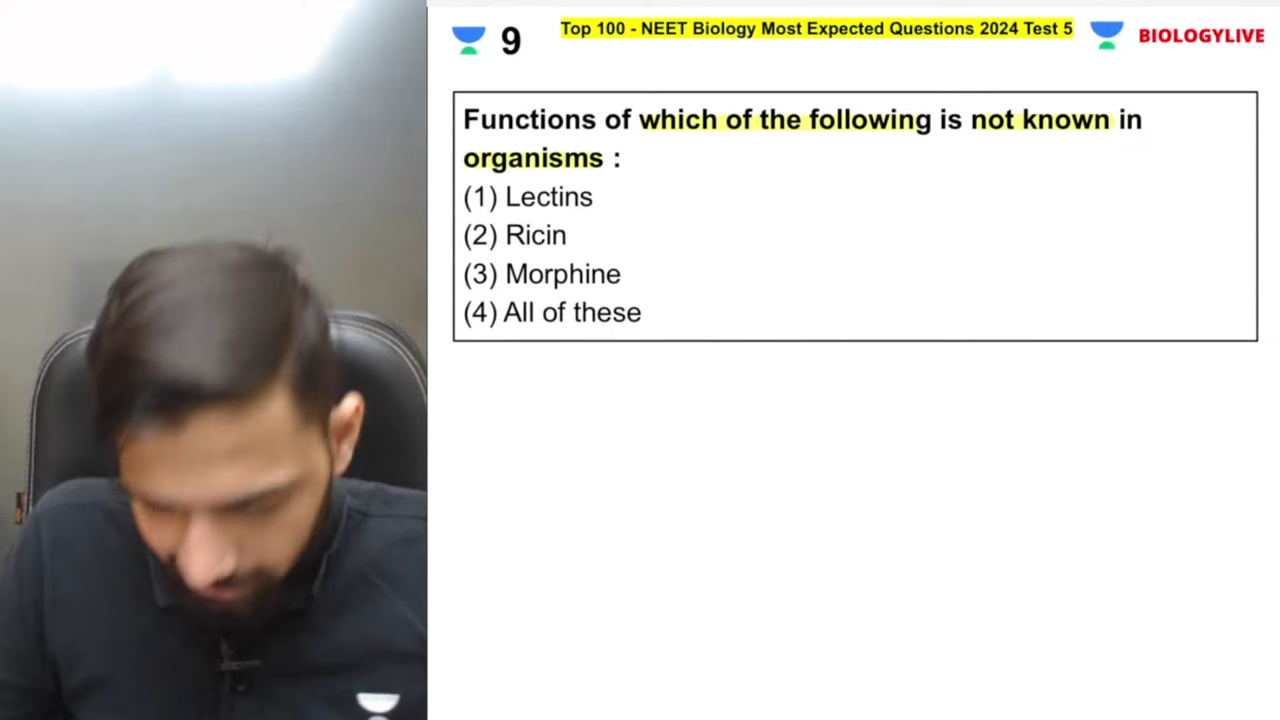 9
Top 100 - NEET Biology Most Expected Questions 2024 Test 5
BIOLOGYLIVE
Functions of which of the following is not known in
organisms :
(1) Lectins
(2) Ricin
(3) Morphine
(4) All of these